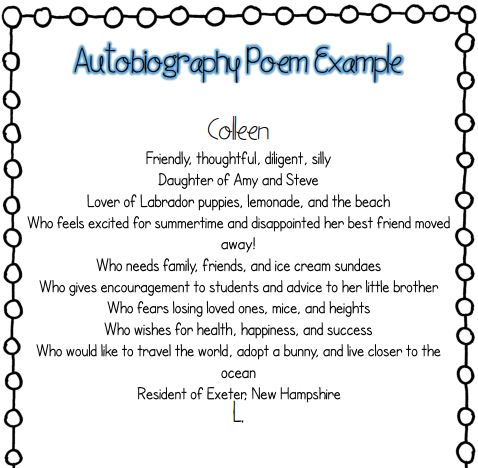 Autobiography Poem Example
Colleen
Friendly, thoughtful, diligent, silly
Daughter of Amy and Steve
Lover of Labrador puppies, lemonade, and the beach
Who feels excited for summertime and disappointed her best friend moved
away!
Who needs family, friends, and ice cream sundaes
Who gives encouragement to students and advice to her little brother
Who fears losing loved ones, mice, and heights
Who wishes for health, happiness, and success
Who would like to travel the world, adopt a bunny, and live closer to the
ocean
Resident of Exeter, New Hampshire
L.